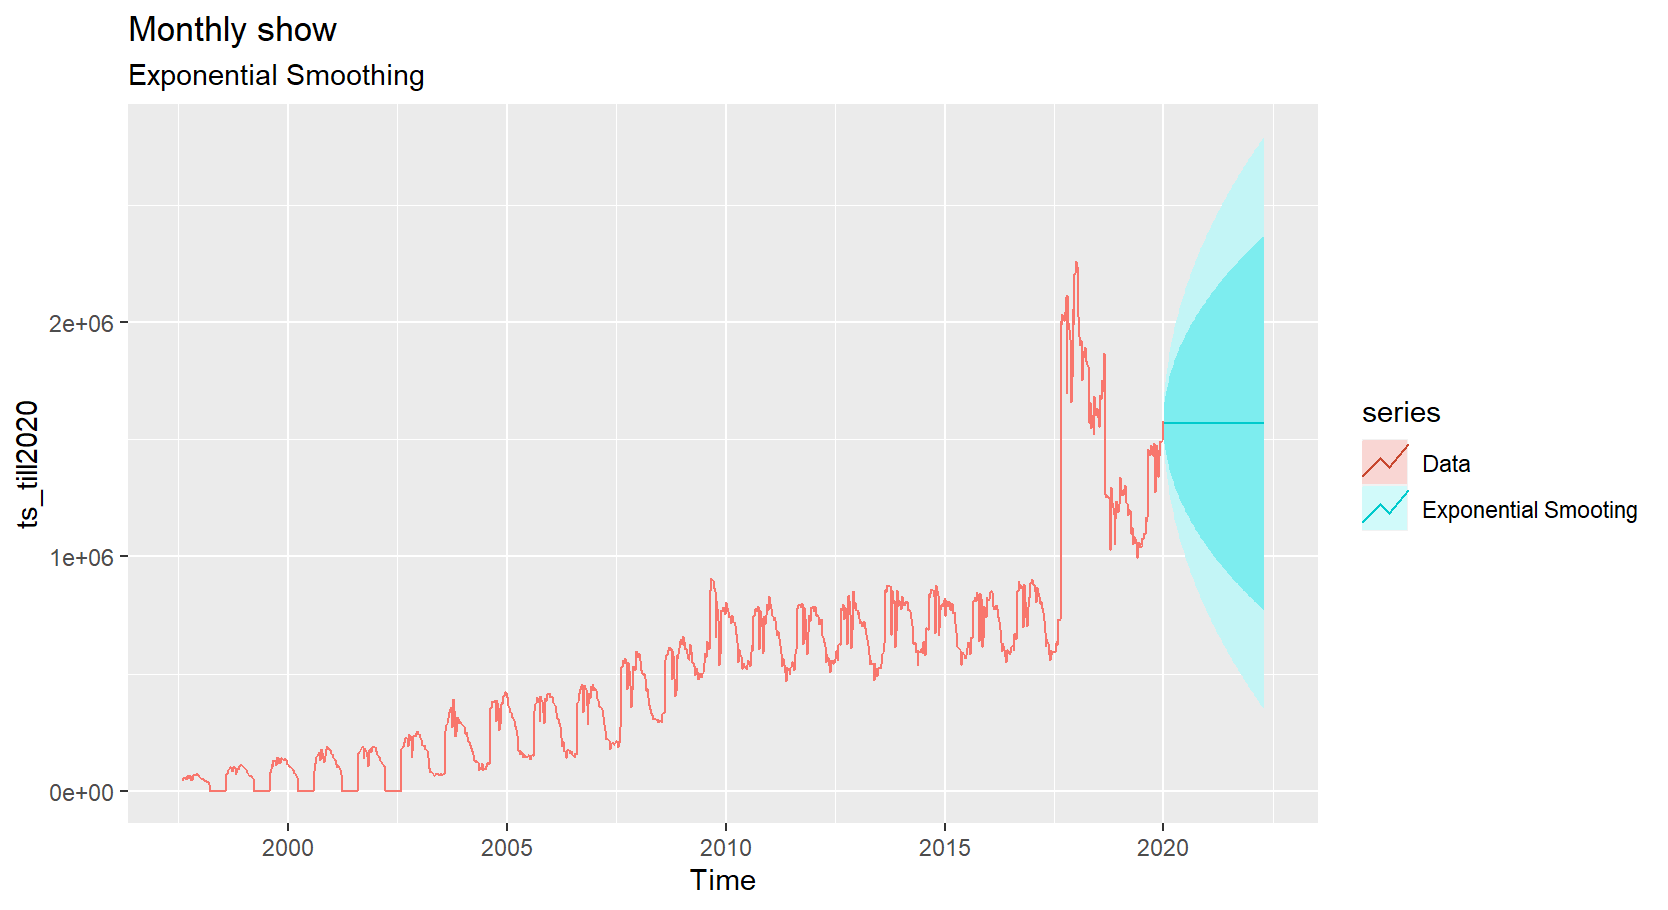 Monthly show
Exponential Smoothing
ts_till2020
2e+06
1e+06
0e+00
2000 2005 2010 2015 2020
Time
series
Data
Exponential Smooting